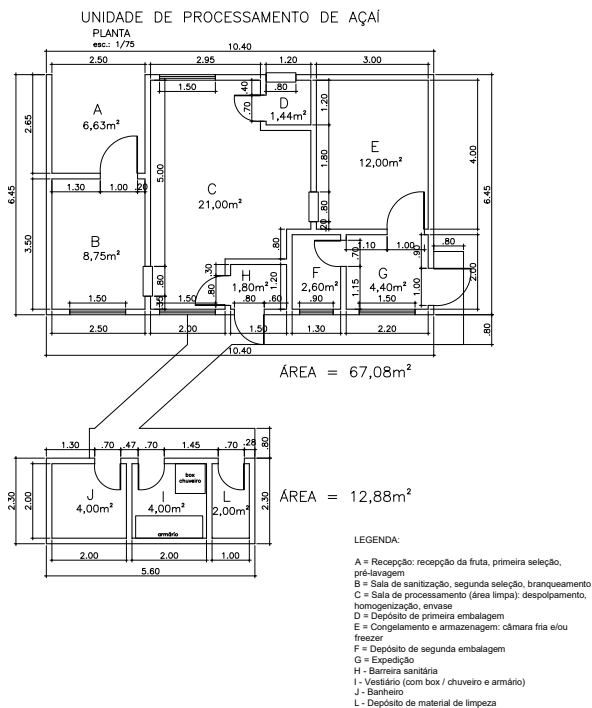 UNIDADE DE PROCESSAMENTO DE AÇAÍ
PLANTA
esc.: 1/75
10.40
2.50
2.95
1.20
3.00
1.50
.80
.40
.70
D
1,44m²
1.20
A
6,63m²
2.65
E
12,00m²
1.80
4.00
5.00
6.45
6.45
1.30
1.00
.20
C
21,00m²
.80
.20
3.50
B
8,75m²
.80
.30
H
1,80m²
1.20
F
2,60m²
.70
1.15
1.10
1.00
.90
G
4,40m²
1.00
.80
2.00
1.50
.80
.35
1.50
.80
.80
.60
.90
1.50
2.50
2.00
1.50
1.30
2.20
.80
10.40
ÁREA = 67,08m²
1.30
.70
.47
.70
1.45
.70
.28
.80
2.30
2.00
J
4,00m²
I
4,00m²
box
chuveiro
L
2,00m²
2.30
ÁREA = 12,88m²
armário
2.00
2.00
1.00
5.60
LEGENDA:
A = Recepção: recepção da fruta, primeira seleção,
pré-lavagem
B = Sala de sanitização, segunda seleção, branqueamento
C = Sala de processamento (área limpa): despolpamento,
homogenização, envase
D = Depósito de primeira embalagem
E = Congelamento e armazenagem: câmara fria e/ou
freezer
F = Depósito de segunda embalagem
G = Expedição
H - Barreira sanitária
I - Vestiário (com box / chuveiro e armário)
J - Banheiro
L - Depósito de material de limpeza